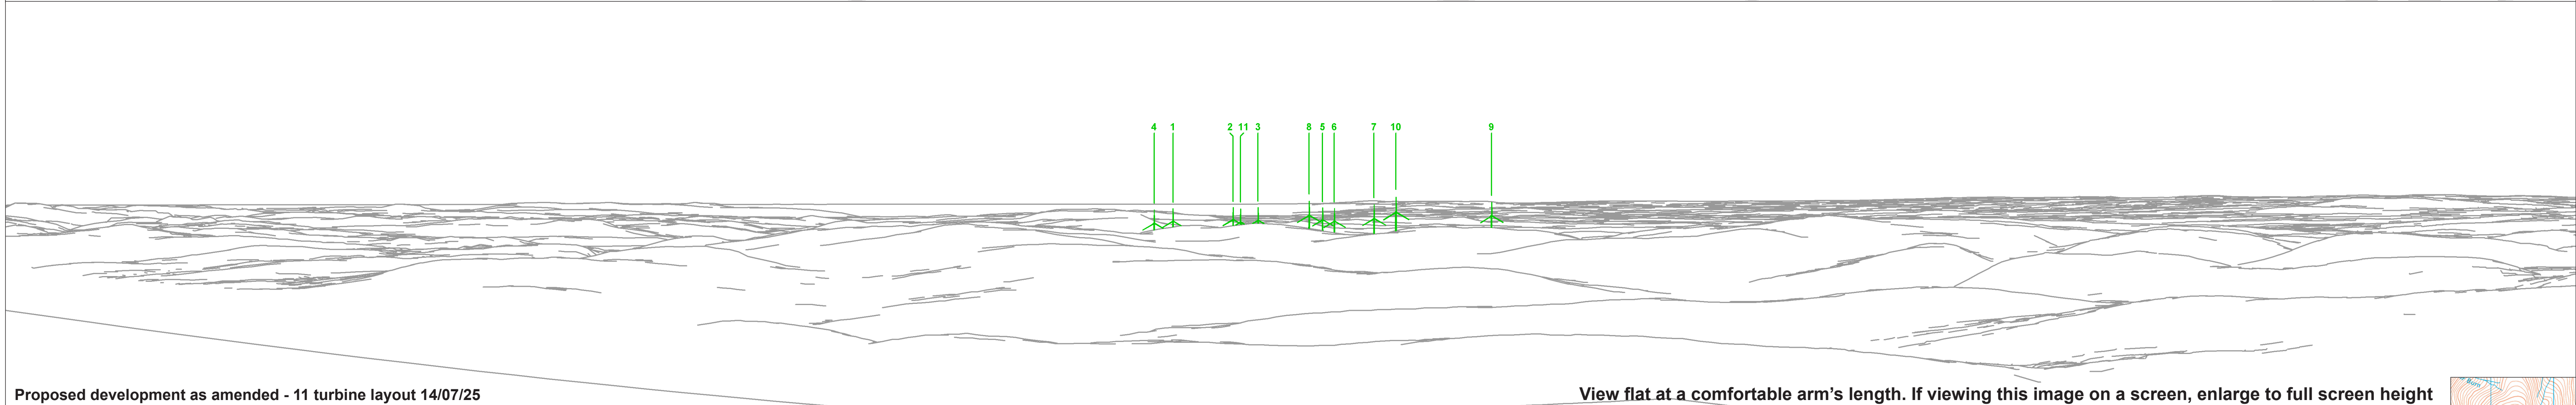 4 1 2 11 3 8 5 6 7 10 9
Proposed development as amended - 11 turbine layout 14/07/25
View flat at a comfortable arm's length. If viewing this image on a screen, enlarge to full screen height
Burn